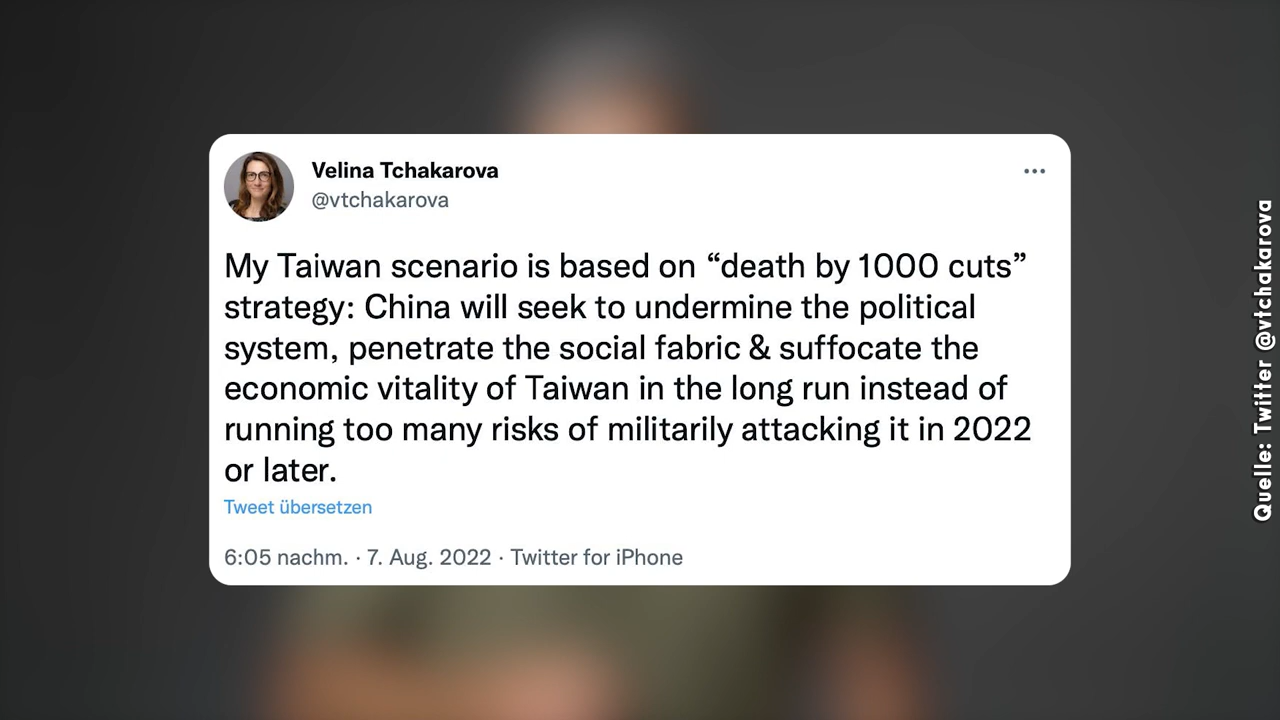 Velina Tchakarova
@vtchakarova
My Taiwan scenario is based on “death by 1000 cuts”
strategy: China will seek to undermine the political
system, penetrate the social fabric & suffocate the
economic vitality of Taiwan in the long run instead of
running too many risks of militarily attacking it in 2022
or later.
Tweet übersetzen
6:05 nachm. · 7. Aug. 2022 · Twitter for iPhone
Quelle: Twitter @vtchakarova